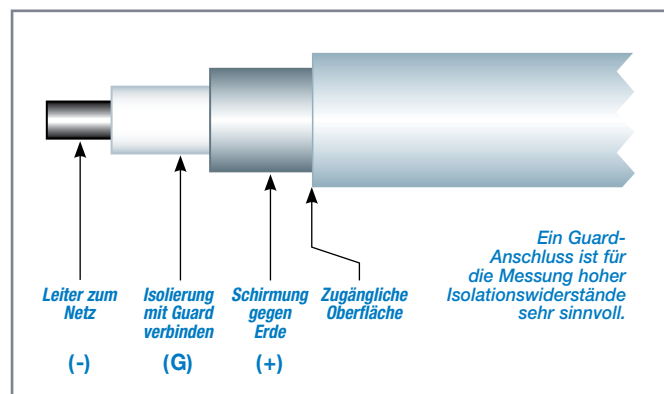 Ein Guard-
Anschluss ist für
die Messung hoher
Isolationswiderstände
sehr sinnvoll.
Leiter zum
Netz
(-)
Isolierung
mit Guard
verbinden
(G)
Schirmung
gegen
Erde
(+)
Zugängliche
Oberfläche